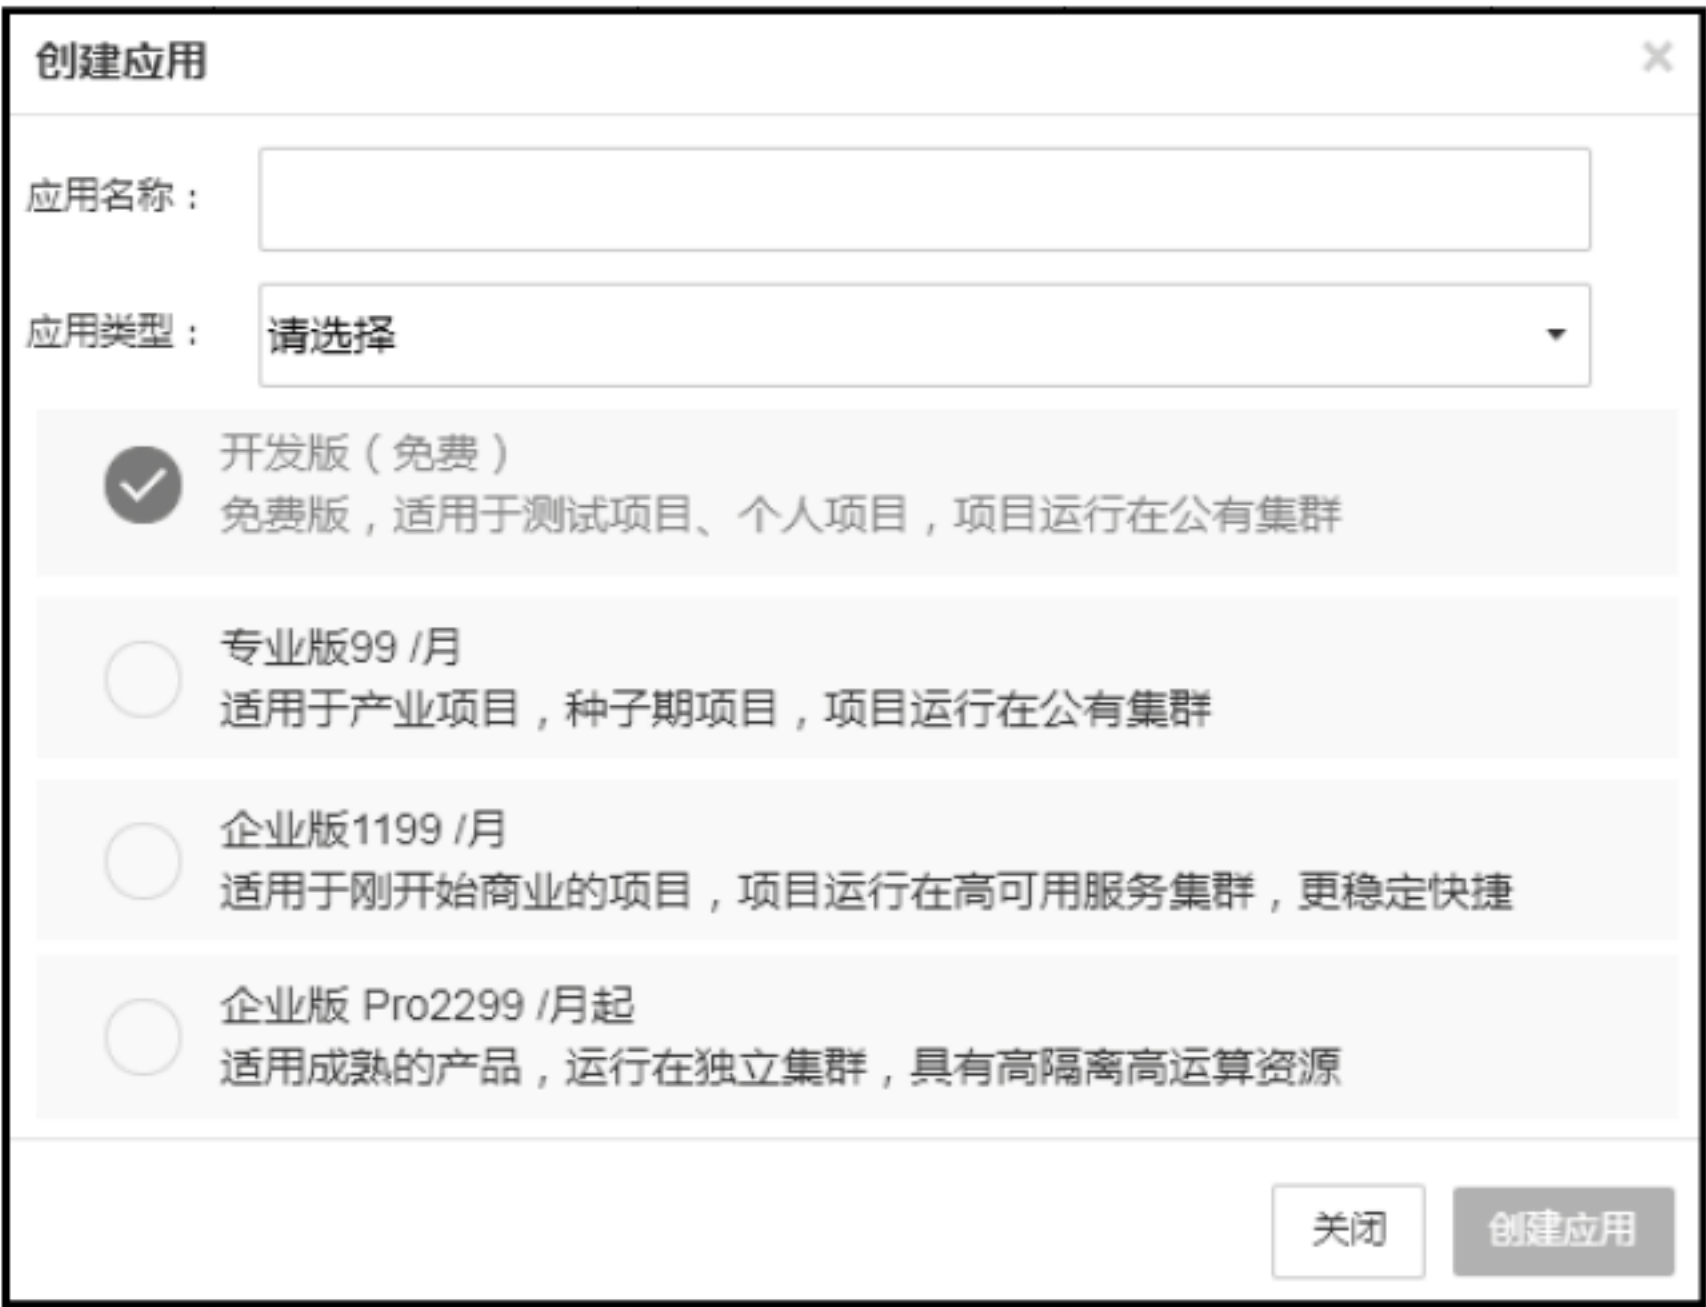 创建应用
×
应用名称：
应用类型：
请选择
开发版（免费）
免费版，适用于测试项目、个人项目，项目运行在公有集群
专业版99 /月
适用于产业项目，种子期项目，项目运行在公有集群
企业版1199 /月
适用于刚开始商业的项目，项目运行在高可用服务集群，更稳定快捷
企业版 Pro2299 /月起
适用成熟的产品，运行在独立集群，具有高隔离高运算资源
关闭
创建应用